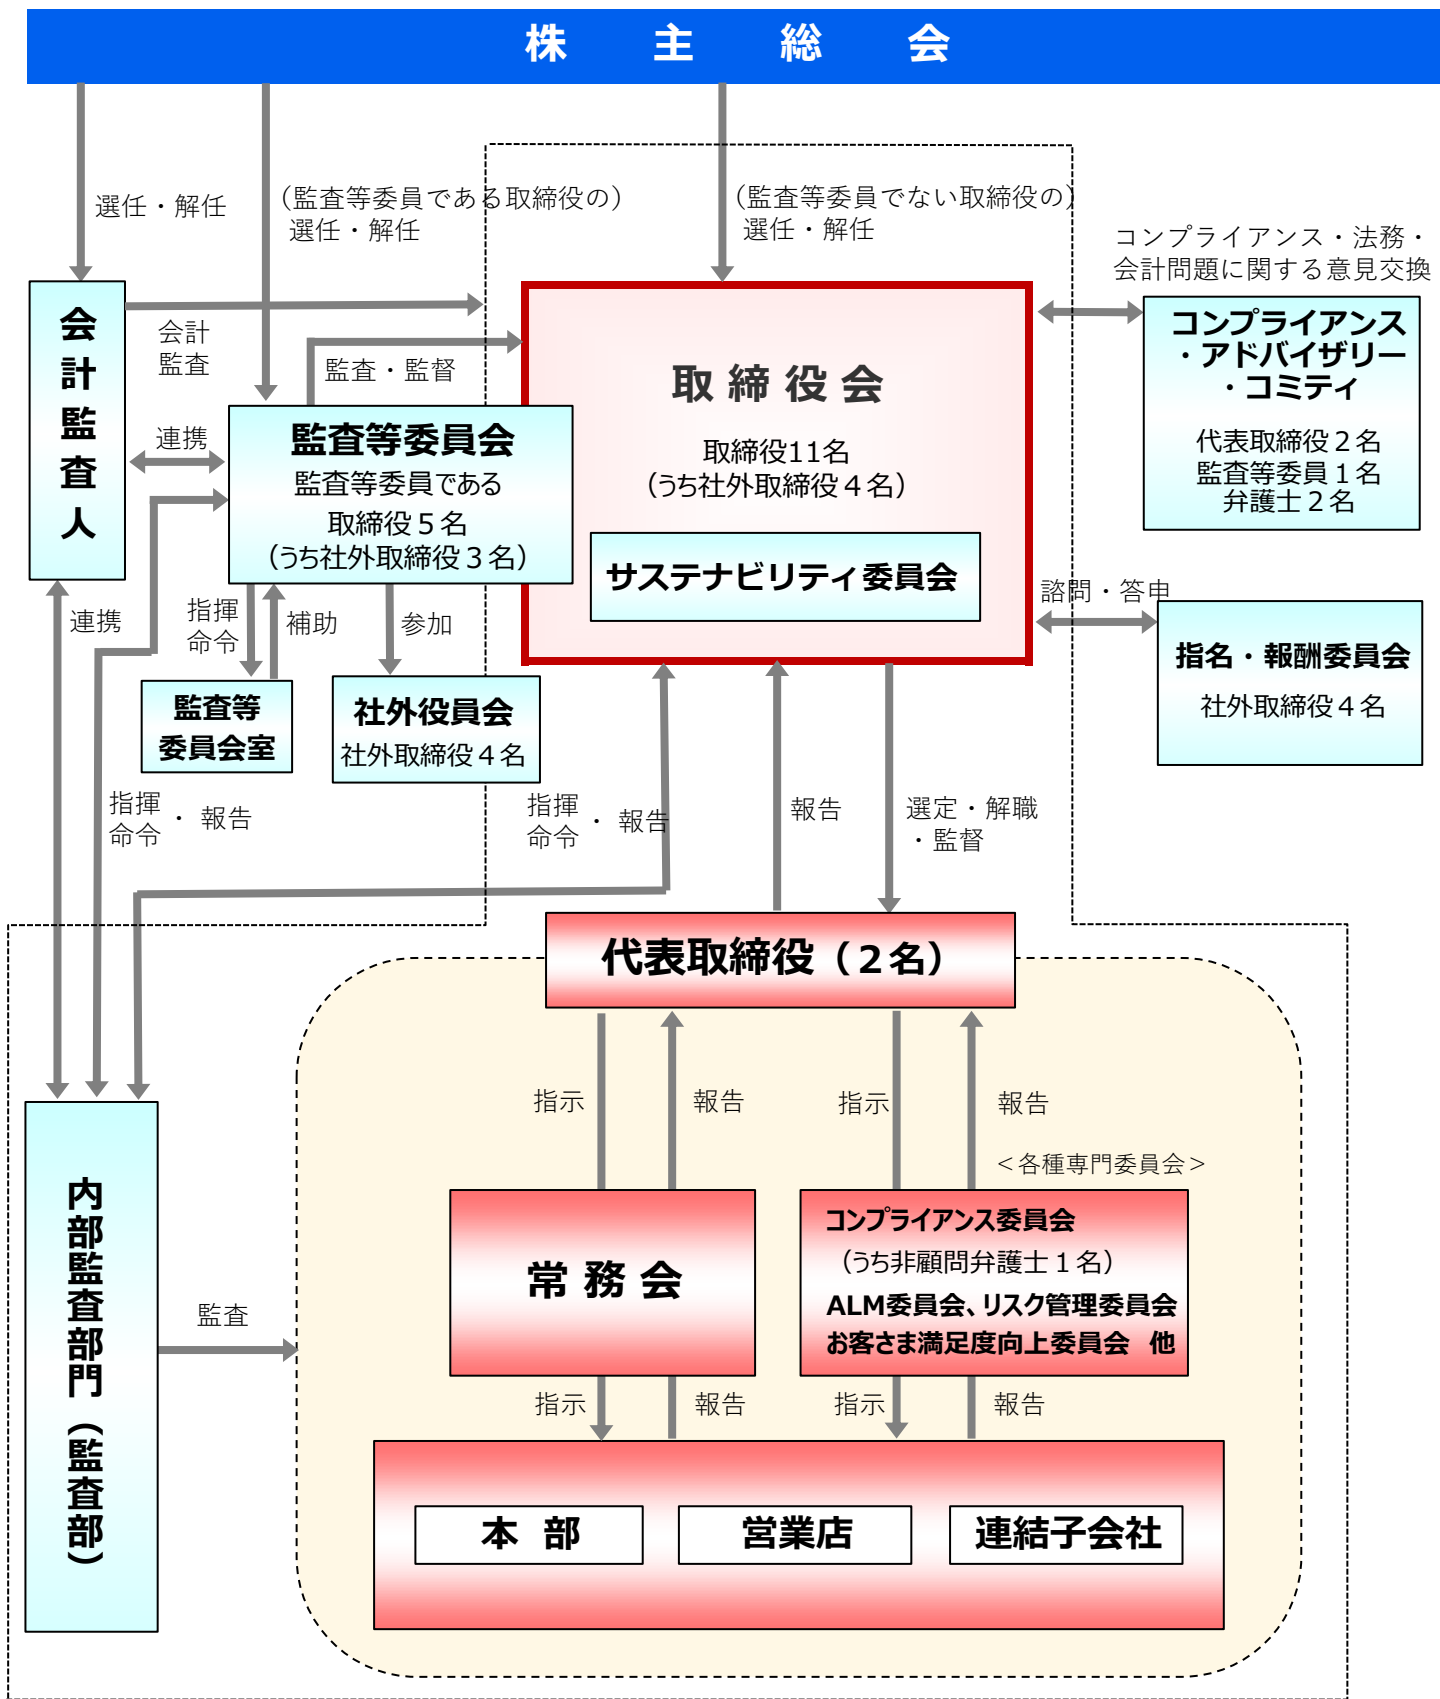 株主総会
選任・解任
（監査等委員である取締役の）
選任・解任
（監査等委員でない取締役の）
選任・解任
コンプライアンス・法務・
会計問題に関する意見交換
会計監査人
会計
監査
監査・監督
連携
監査等委員会
監査等委員である
取締役５名
（うち社外取締役３名）
取締役会
取締役11名
（うち社外取締役４名）
サステナビリティ委員会
コンプライアンス
・アドバイザリー
・コミティ
代表取締役２名
監査等委員１名
弁護士２名
諮問・答申
指名・報酬委員会
社外取締役４名
連携
指揮
命令
補助
参加
監査等
委員会室
社外役員会
社外取締役４名
指揮
命令
・ 報告
指揮
命令
・ 報告
報告
選定・解職
・監督
代表取締役（２名）
指示
報告
指示
報告
＜各種専門委員会＞
内部監査部門（監査部）
監査
常務会
コンプライアンス委員会
（うち非顧問弁護士１名）
ALM委員会、リスク管理委員会
お客さま満足度向上委員会　他
指示
報告
指示
報告
本部
営業店
連結子会社